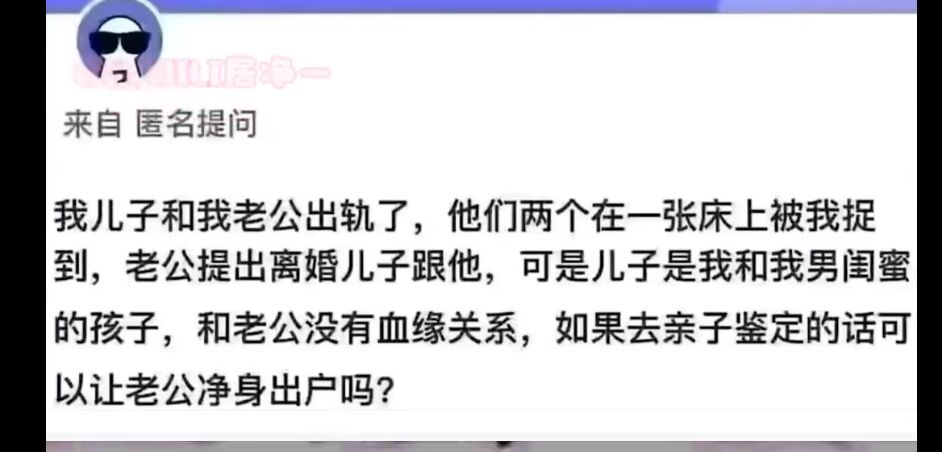 居净一
来自 匿名提问
我儿子和我老公出轨了，他们两个在一张床上被我捉
到，老公提出离婚儿子跟他，可是儿子是我和我男闺蜜
的孩子，和老公没有血缘关系，如果去亲子鉴定的话可
以让老公净身出户吗?